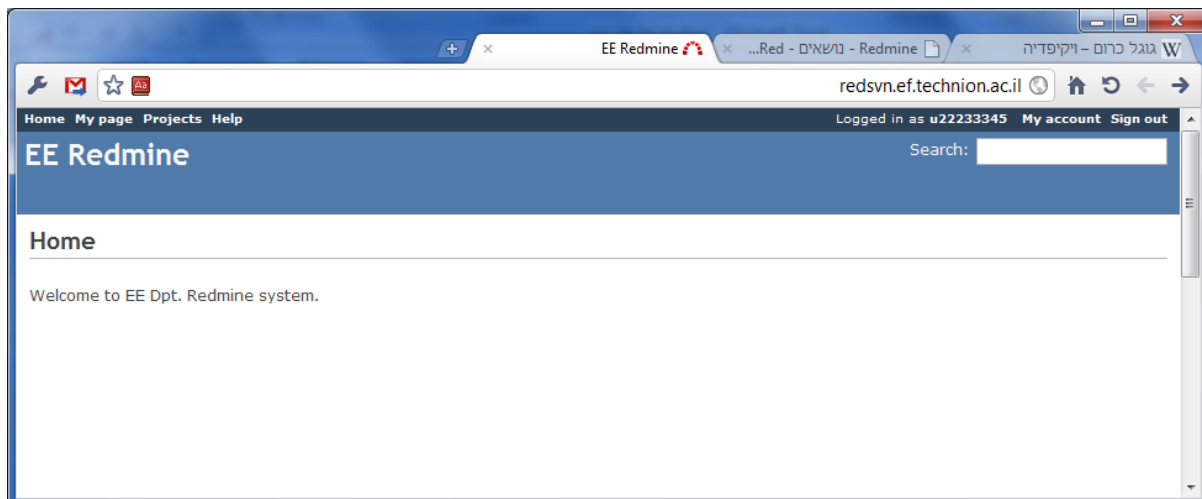 גוגל כרום – ויקיפדיה
Redmine - נושאים - Red...
EE Redmine
redsvn.ef.technion.ac.il
Home My page Projects Help
Logged in as u22233345 My account Sign out
EE Redmine
Search:
Home
Welcome to EE Dpt. Redmine system.